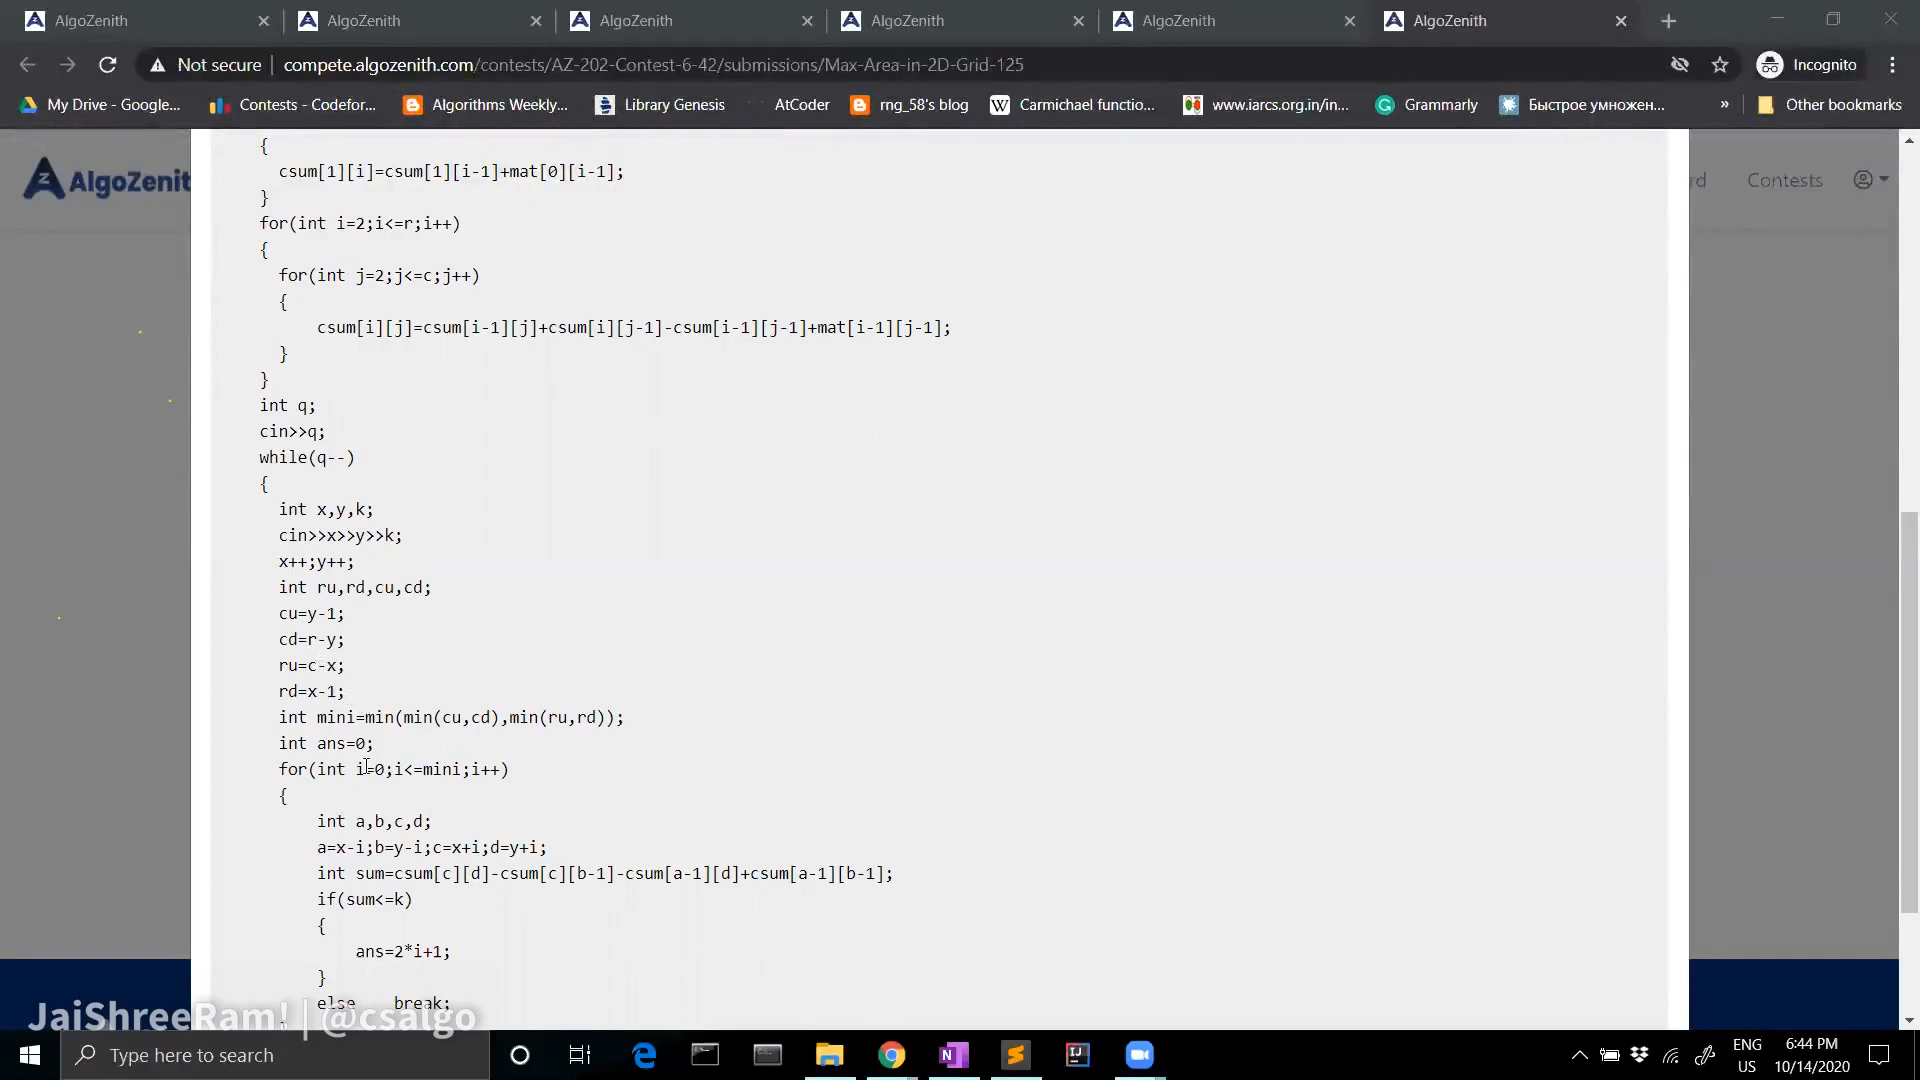 AlgoZenith
AlgoZenith
AlgoZenith
AlgoZenith
AlgoZenith
AlgoZenith
Not secure | compete.algozenith.com/contests/AZ-202-Contest-6-42/submissions/Max-Area-in-2D-Grid-125
Incognito
My Drive - Google...
Contests - Codefor...
Algorithms Weekly...
Library Genesis
AtCoder
rng_58's blog
Carmichael functio...
www.iarcs.org.in/in...
Grammarly
Быстрое умножен...
»
Other bookmarks
AlgoZenith
rd
Contests
{
csum[1][i]=csum[1][i-1]+mat[0][i-1];
}
for(int i=2;i<=r;i++)
{
for(int j=2;j<=c;j++)
{
csum[i][j]=csum[i-1][j]+csum[i][j-1]-csum[i-1][j-1]+mat[i-1][j-1];
}
}
int q;
cin>>q;
while(q--)
{
int x,y,k;
cin>>x>>y>>k;
x++;y++;
int ru,rd,cu,cd;
cu=y-1;
cd=r-y;
ru=c-x;
rd=x-1;
int mini=min(min(cu,cd),min(ru,rd));
int ans=0;
for(int i=0;i<=mini;i++)
{
int a,b,c,d;
a=x-i;b=y-i;c=x+i;d=y+i;
int sum=csum[c][d]-csum[c][b-1]-csum[a-1][d]+csum[a-1][b-1];
if(sum<=k)
{
ans=2*i+1;
}
else break;
JaiShreeRam! | @csalgo
Type here to search
ENG
US
6:44 PM
10/14/2020